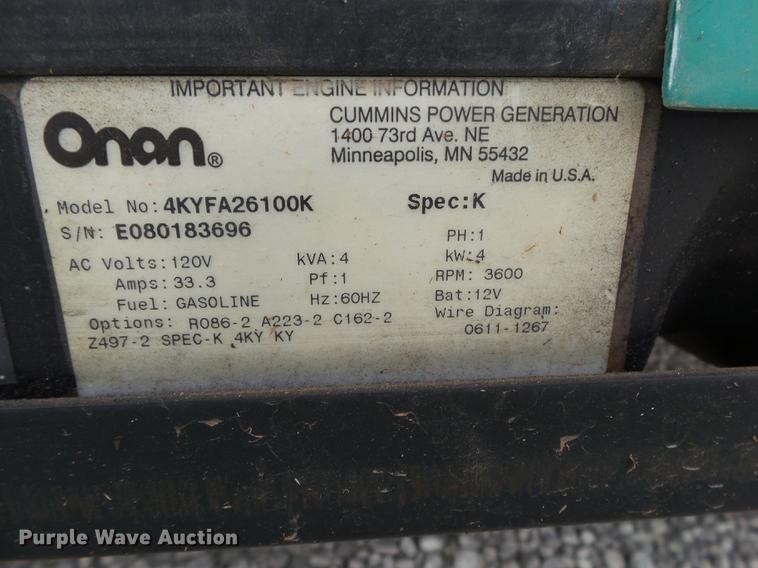 IMPORTANT ENGINE INFORMATION
Onan®
CUMMINS POWER GENERATION
1400 73rd Ave. NE
Minneapolis, MN 55432
Made in U.S.A.
Model No: 4KYFA26100K Spec:K
S/N: E080183696 PH:1
AC Volts:120V kVA:4 kW:4
Amps:33.3 Pf:1 RPM: 3600
Fuel: GASOLINE Hz:60HZ Bat:12V
Options: R086-2 A223-2 C162-2 Wire Diagram:
Z497-2 SPEC-K 4KY KY 0611-1267
Purple Wave Auction